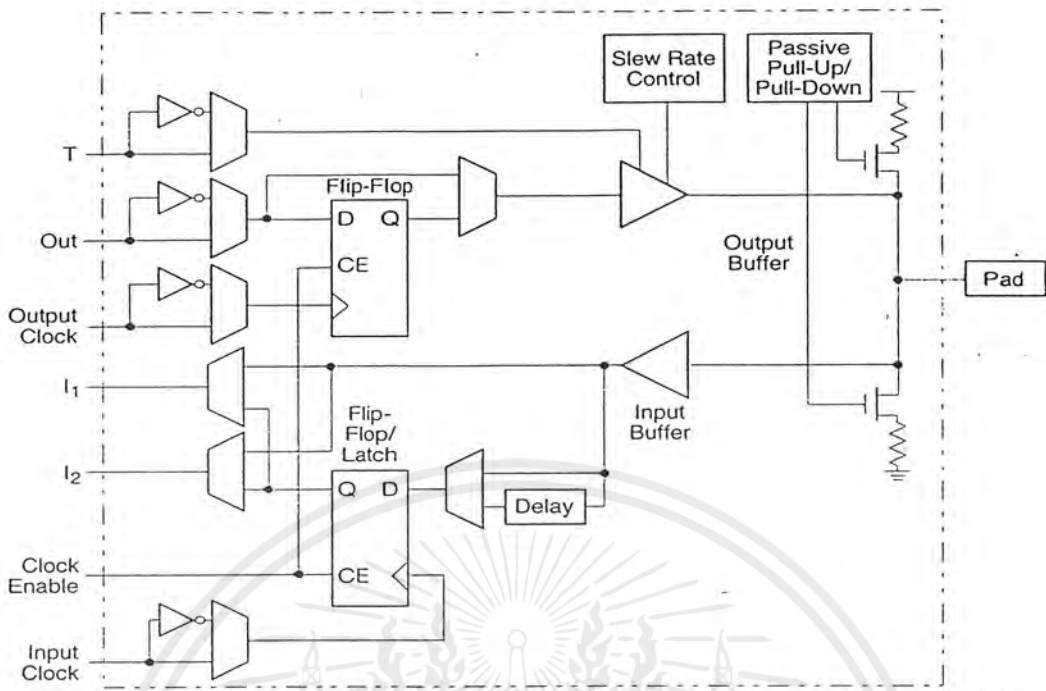 Slew Rate
Control
Passive
Pull-Up/
Pull-Down
T
Flip-Flop
D Q
Out
CE
Output
Buffer
Pad
Output
Clock
I1
Flip-
Flop/
Latch
Input
Buffer
I2
Q D
Delay
Clock
Enable
CE
Input
Clock